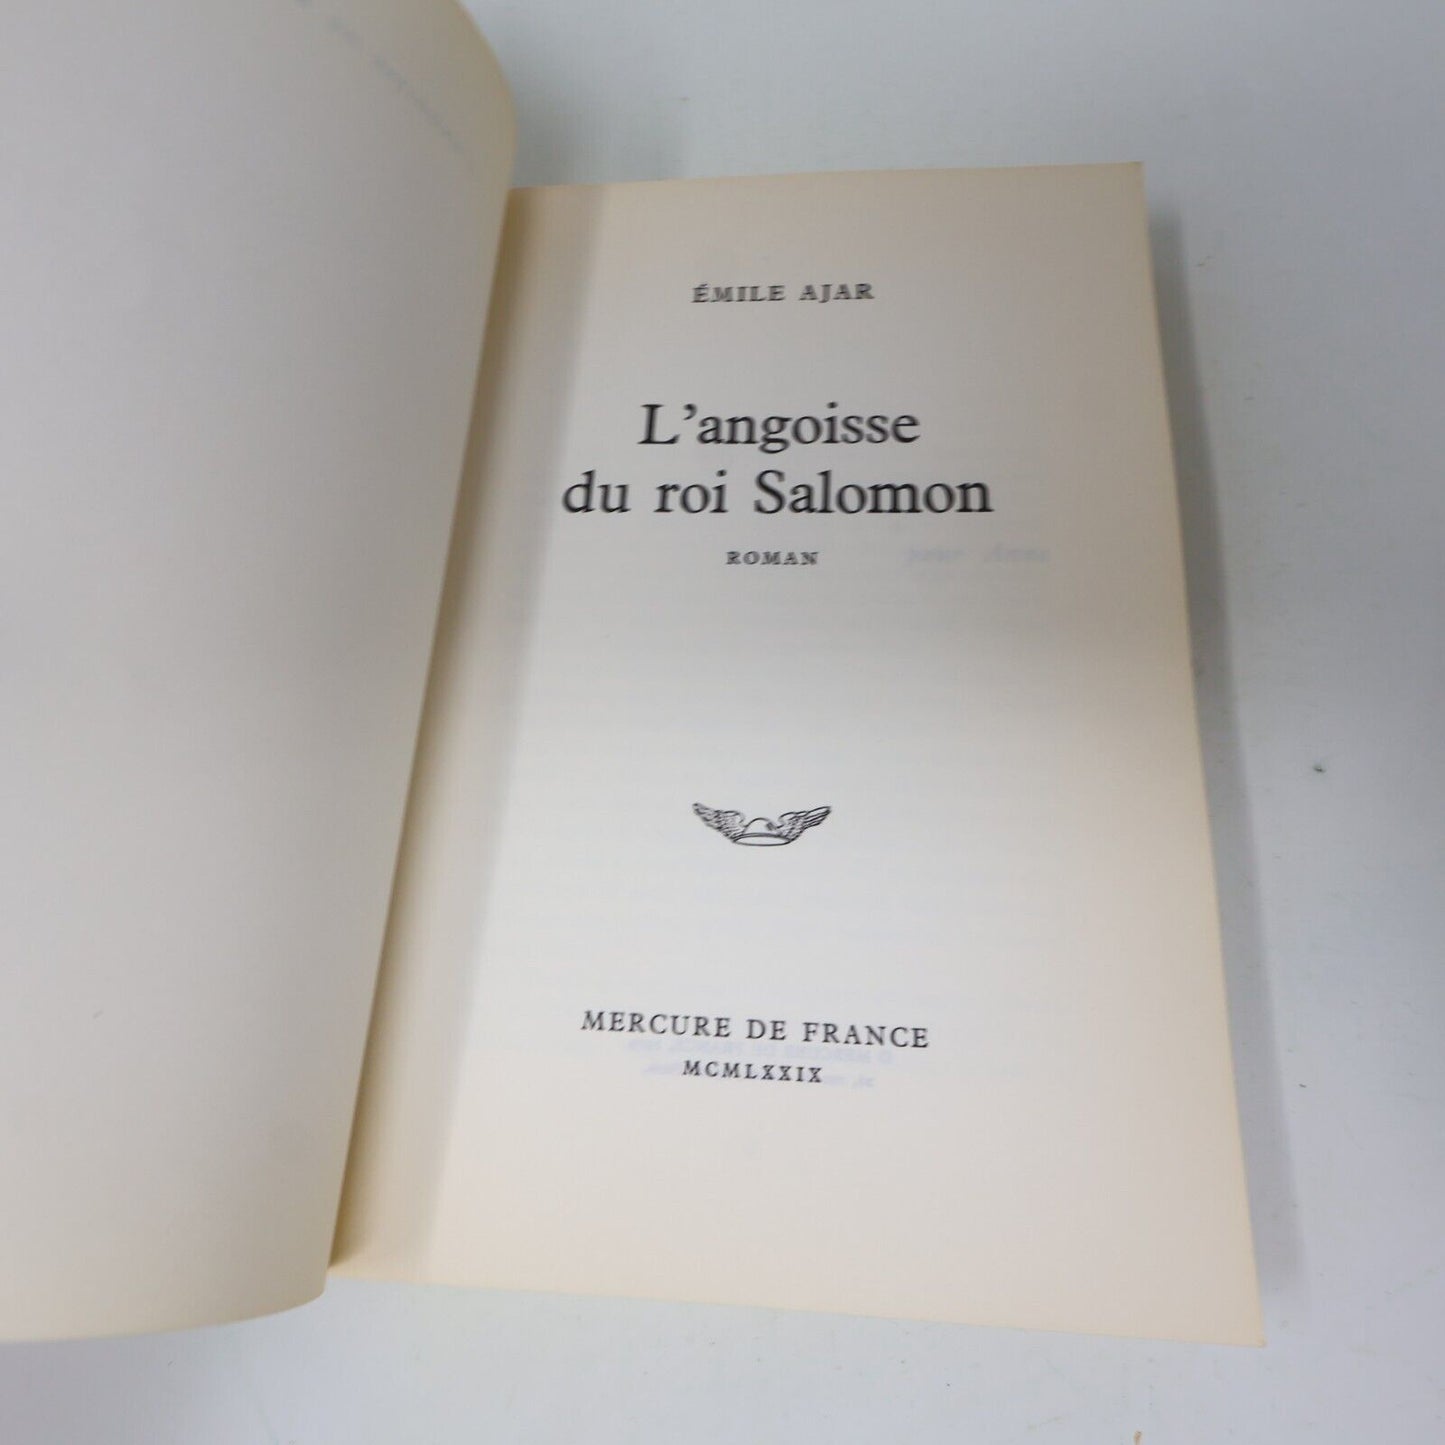 ÉMILE AJAR
L'angoisse
du roi Salomon
ROMAN
MERCURE DE FRANCE
MCMLXXIX